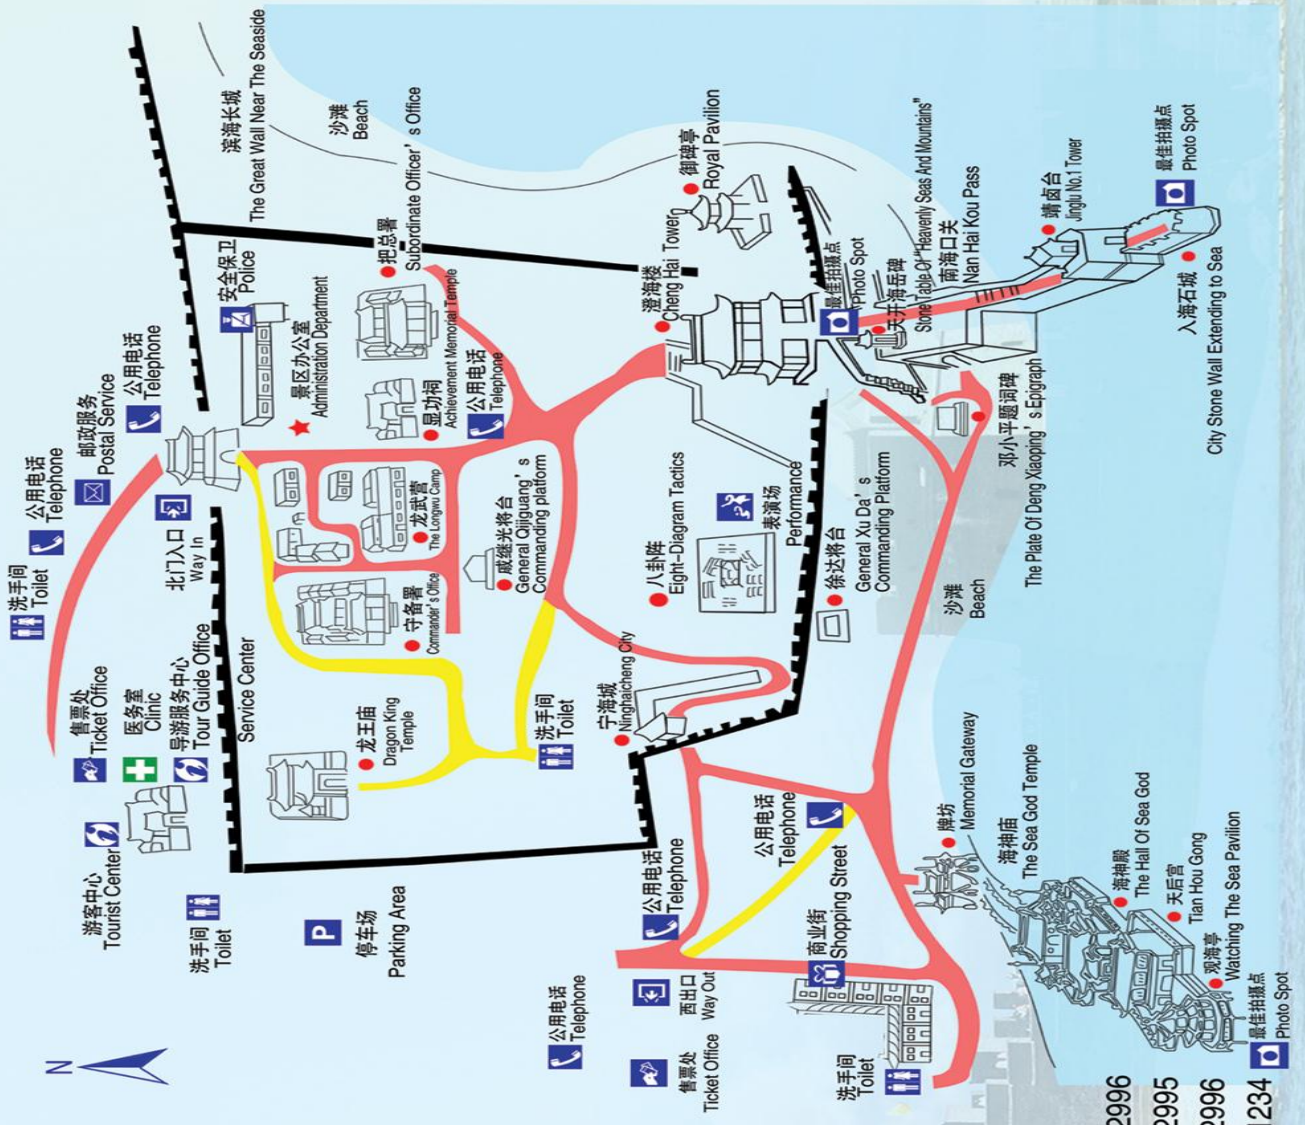 N
洗手间
Toilet
公用电话
Telephone
邮政服务
Postal Service
公用电话
Telephone
北门入口
Way In
安全保卫
Police
景区办公室
Administration Department
滨海长城
The Great Wall Near The Seaside
沙滩
Beach
把总署
Subordinate Officer's Office
显功祠
Achievement Memorial Temple
公用电话
Telephone
龙武营
The Longwu Camp
守备署
Commander's Office
戚继光将台
General Qijiguang's
Commanding platform
售票处
Ticket Office
医务室
Clinic
导游服务中心
Tour Guide Office
Service Center
游客中心
Tourist Center
洗手间
Toilet
P
停车场
Parking Area
龙王庙
Dragon King
Temple
洗手间
Toilet
宁海城
Ninghaicheng City
八卦阵
Eight-Diagram Tactics
表演场
Performance
澄海楼
Cheng Hai Tower
御碑亭
Royal Pavilion
最佳拍摄点
Photo Spot
天开海岳碑
Stone Table Of "Heavenly Seas And Mountains"
南海口关
Nan Hai Kou Pass
靖卤台
Jinglu No.1 Tower
最佳拍摄点
Photo Spot
入海石城
City Stone Wall Extending to Sea
邓小平题词碑
The Plate Of Deng Xiaoping's Epigraph
徐达将台
General Xu Da's
Commanding Platform
沙滩
Beach
公用电话
Telephone
公用电话
Telephone
公用电话
Telephone
西出口
Way Out
售票处
Ticket Office
商业街
Shopping Street
洗手间
Toilet
牌坊
Memorial Gateway
海神庙
The Sea God Temple
海神殿
The Hall Of Sea God
天后宫
Tian Hou Gong
观海亭
Watching The Sea Pavilion
最佳拍摄点
Photo Spot
2996
2995
2996
1234